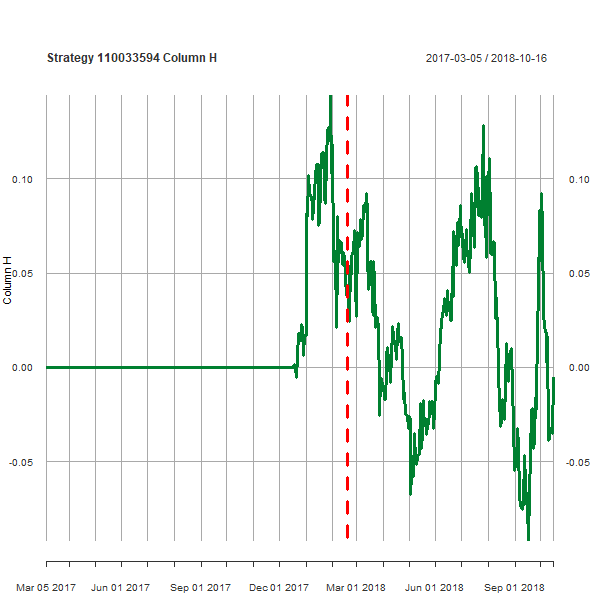 Strategy 110033594 Column H
2017-03-05 / 2018-10-16
Column H
0.10
0.10
0.05
0.05
0.00
0.00
-0.05
-0.05
Mar 05 2017
Jun 01 2017
Sep 01 2017
Dec 01 2017
Mar 01 2018
Jun 01 2018
Sep 01 2018